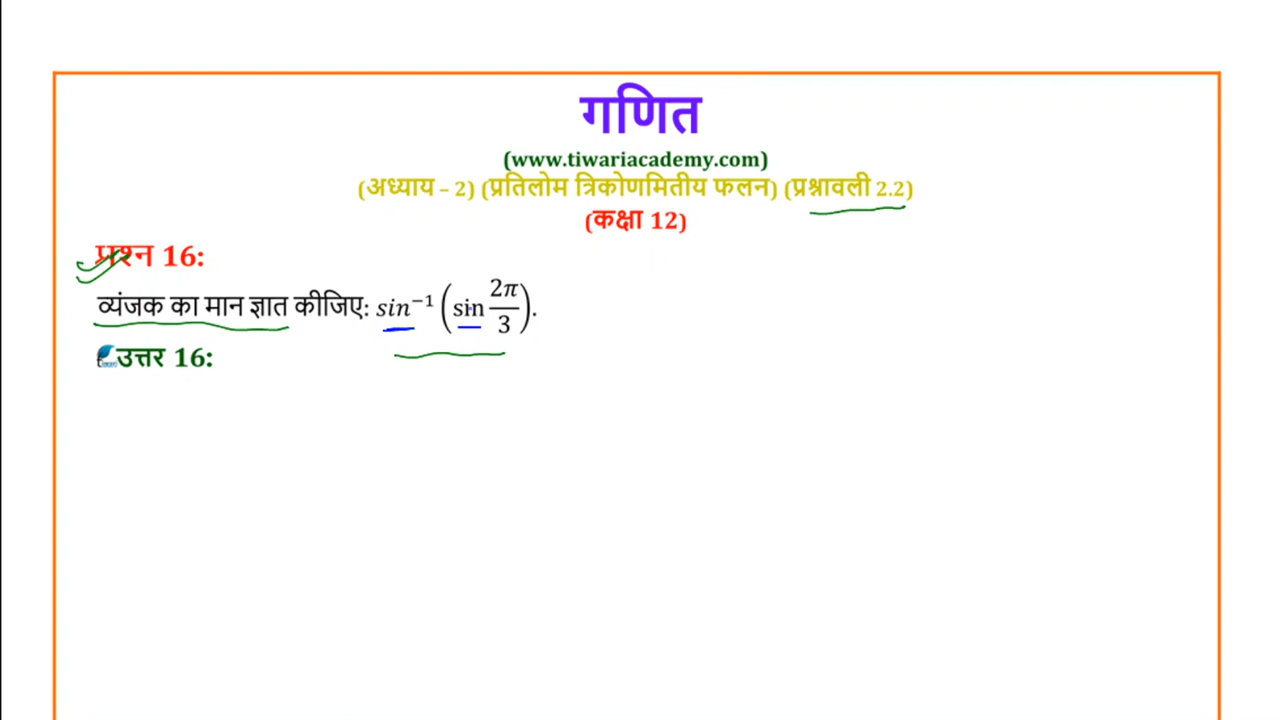 गणित
(www.tiwariacademy.com)
(अध्याय – 2) (प्रतिलोम त्रिकोणमितीय फलन) (प्रश्नावली 2.2)
(कक्षा 12)
प्रश्न 16:
व्यंजक का मान ज्ञात कीजिए: sin⁻¹ (sin 2π/3).
उत्तर 16: